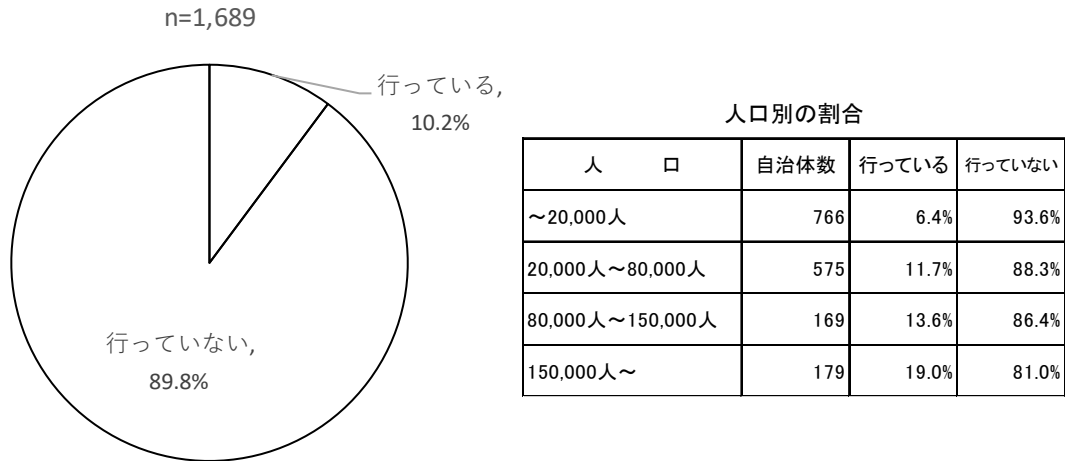 n=1,689
行っている,
10.2%
行っていない,
89.8%
人口別の割合
人　　口 自治体数 行っている 行っていない
～20,000人 766 6.4% 93.6%
20,000人～80,000人 575 11.7% 88.3%
80,000人～150,000人 169 13.6% 86.4%
150,000人～ 179 19.0% 81.0%